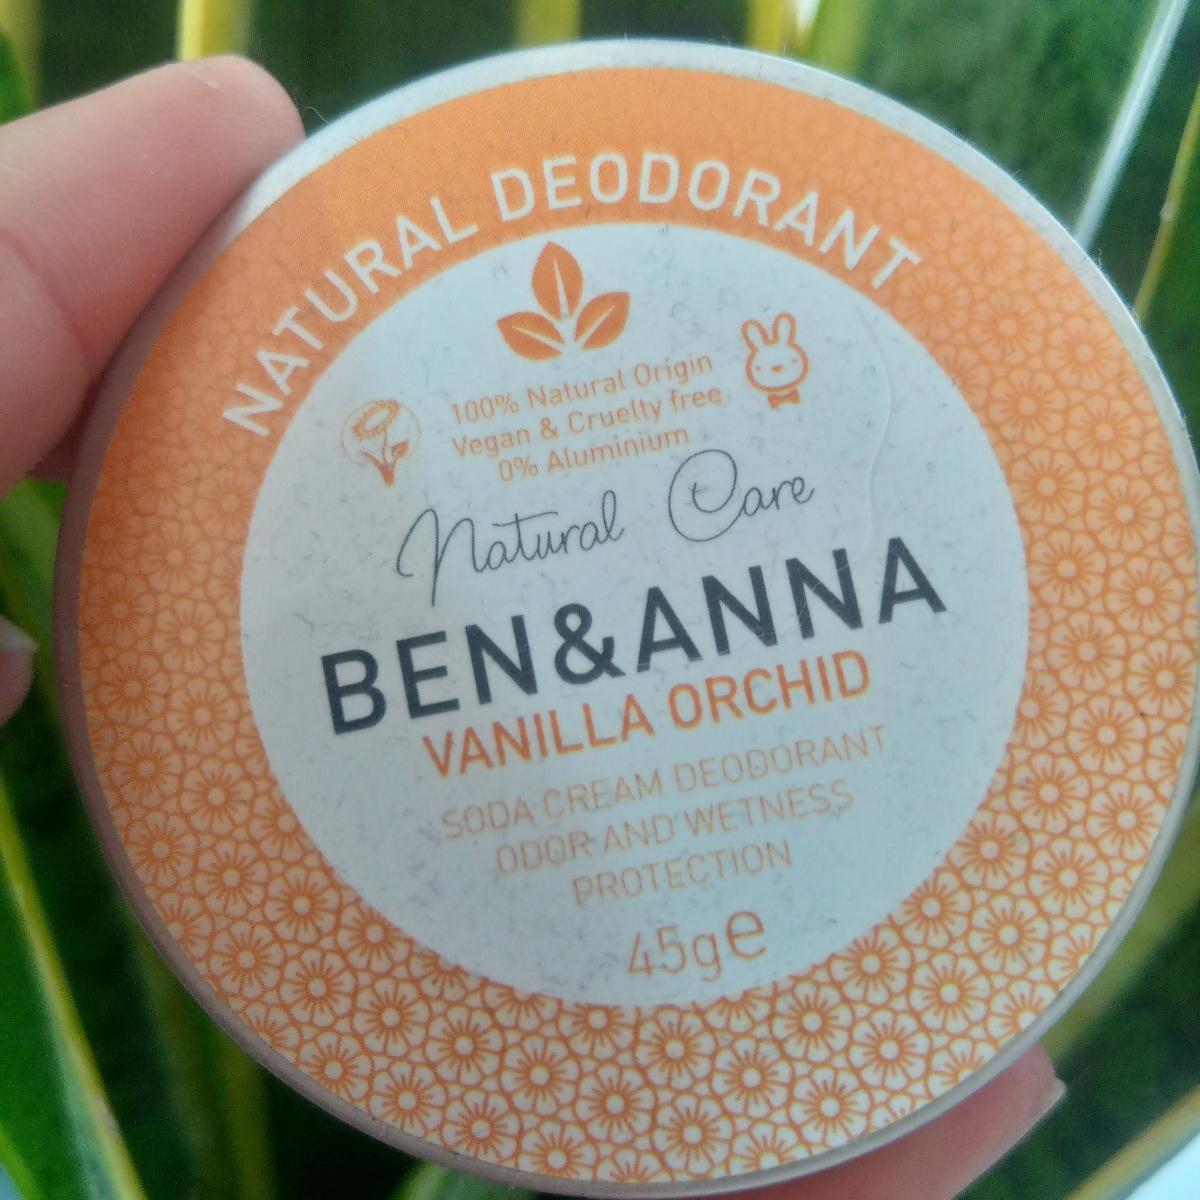 NATURAL DEODORANT
100% Natural Origin
Vegan & Cruelty free
0% Aluminium
Natural Care
BEN&ANNA
VANILLA ORCHID
SODA CREAM DEODORANT
ODOR AND WETNESS
PROTECTION
45g℮